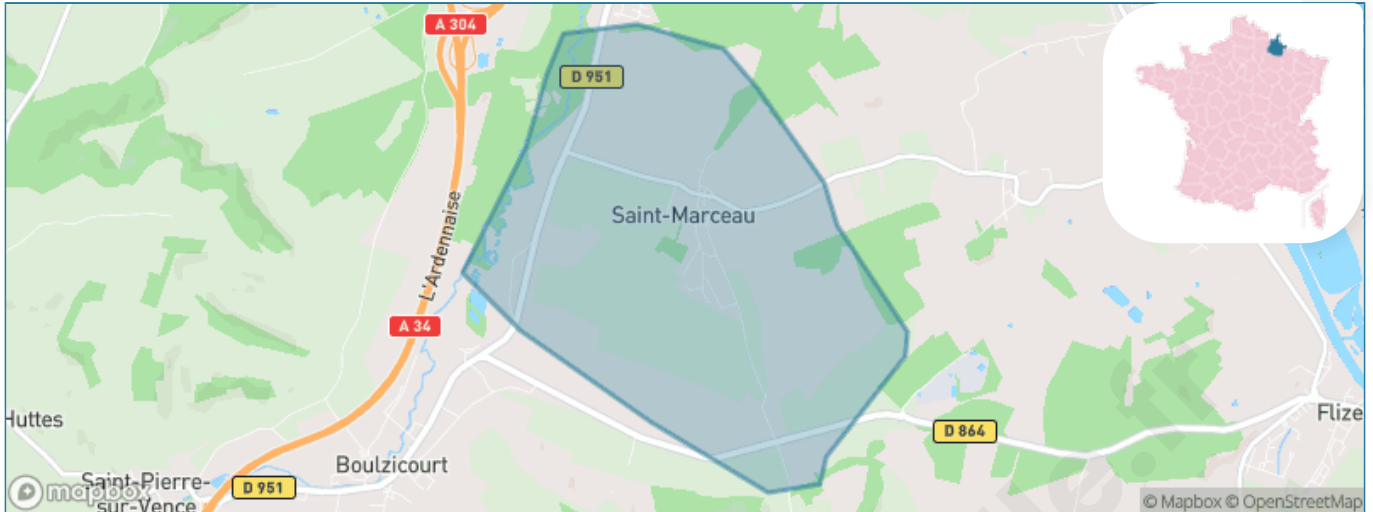 A 304
D 951
Saint-Marceau
L'Ardennaise
A 34
Huttes
Flize
D 864
Boulzicourt
Saint-Pierre-
sur-Vence
D 951
mapbox
© Mapbox © OpenStreetMap